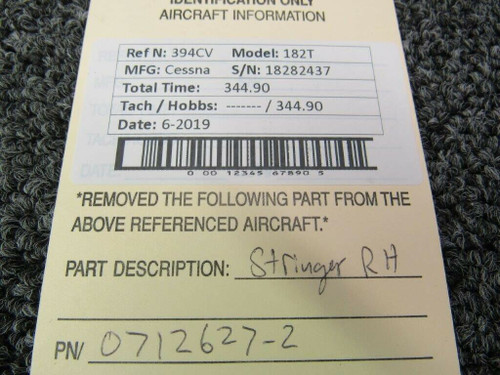 IDENTIFICATION ONLY
AIRCRAFT INFORMATION
Ref N: 394CV Model: 182T
MFG: Cessna S/N: 18282437
Total Time: 344.90
Tach / Hobbs: ------- / 344.90
Date: 6-2019
0 00 12345 67890 5
*REMOVED THE FOLLOWING PART FROM THE
ABOVE REFERENCED AIRCRAFT.*
PART DESCRIPTION: Stringer RH
PN/ 0712627-2